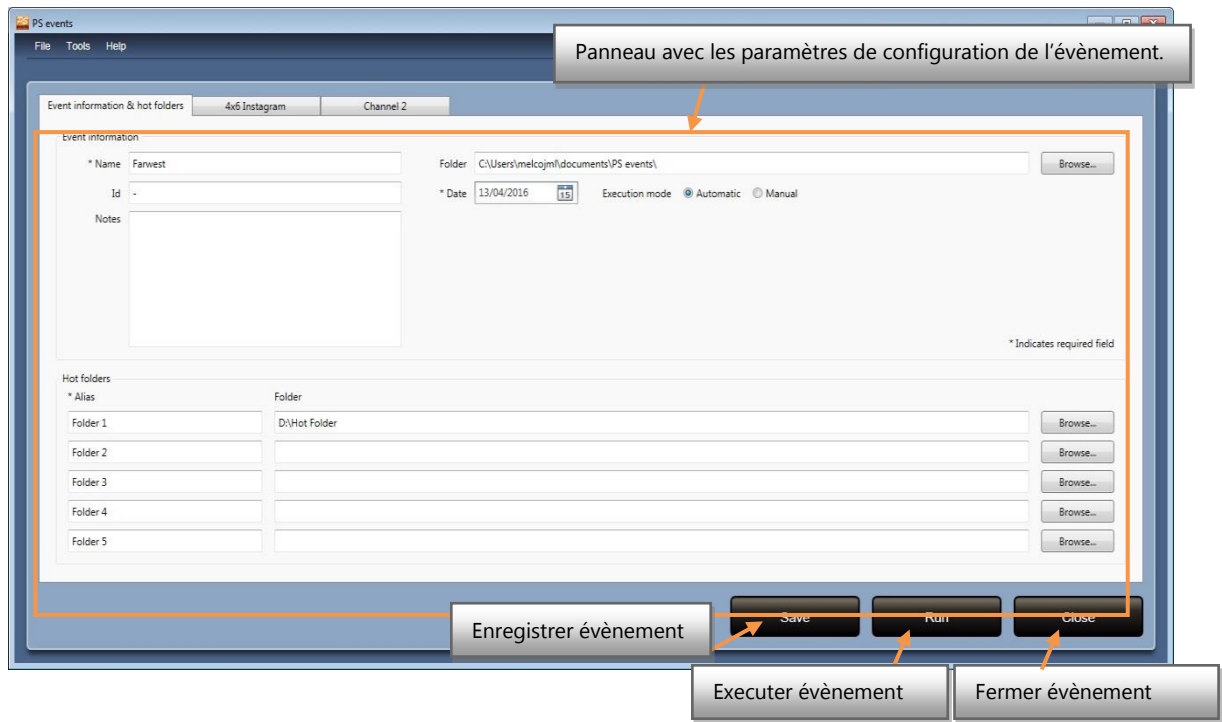 PS events
File Tools Help
Panneau avec les paramètres de configuration de l’évènement.
Event information & hot folders 4x6 Instagram Channel 2
Event information
* Name Farwest Folder C:\Users\melcojml\documents\PS events\ Browse...
Id - * Date 13/04/2016 15 Execution mode Automatic Manual
Notes
* Indicates required field
Hot folders
* Alias Folder
Folder 1 D:\Hot Folder Browse...
Folder 2 Browse...
Folder 3 Browse...
Folder 4 Browse...
Folder 5 Browse...
Save Run Close
Enregistrer évènement
Executer évènement Fermer évènement